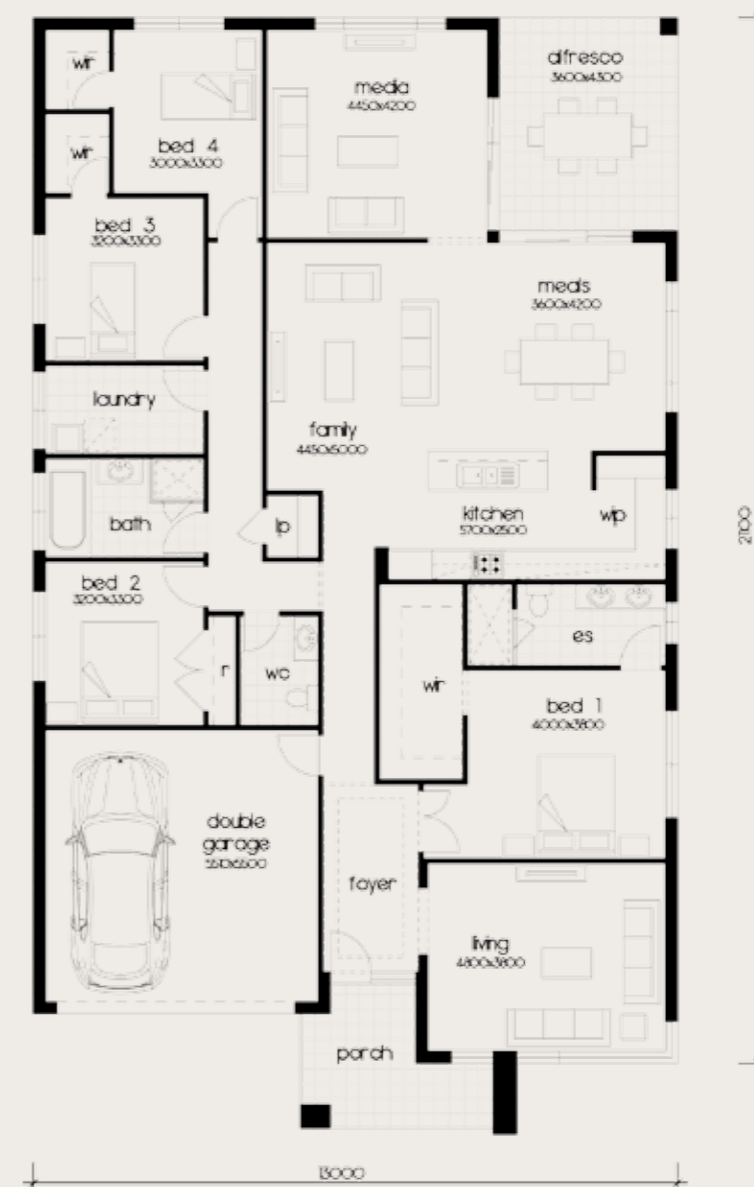 wir
bed 4
3000x3300
media
4450x4200
alfresco
3600x4300
wir
bed 3
3200x3300
meals
3600x4200
laundry
family
4450x5000
bath
lp
kitchen
5700x2500
wip
bed 2
3200x3300
r
wc
es
wir
bed 1
4000x3800
double
garage
5510x5500
foyer
living
4800x3800
porch
13000